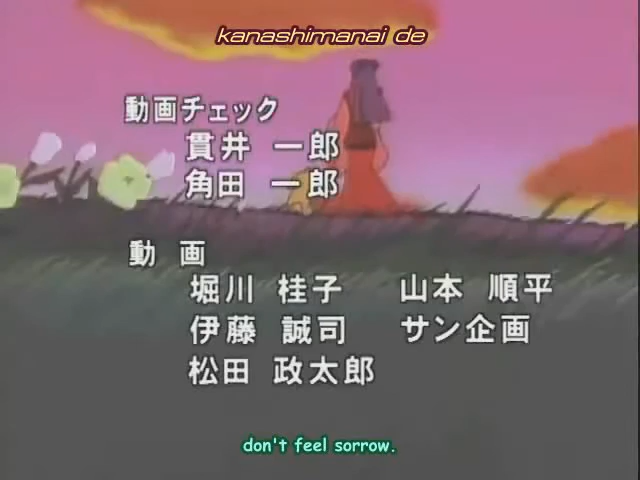 kanashimanai de
動画チェック
貫井 一郎
角田 一郎
動 画
堀川 桂子 山本 順平
伊藤 誠司 サン企画
松田 政太郎
don't feel sorrow.